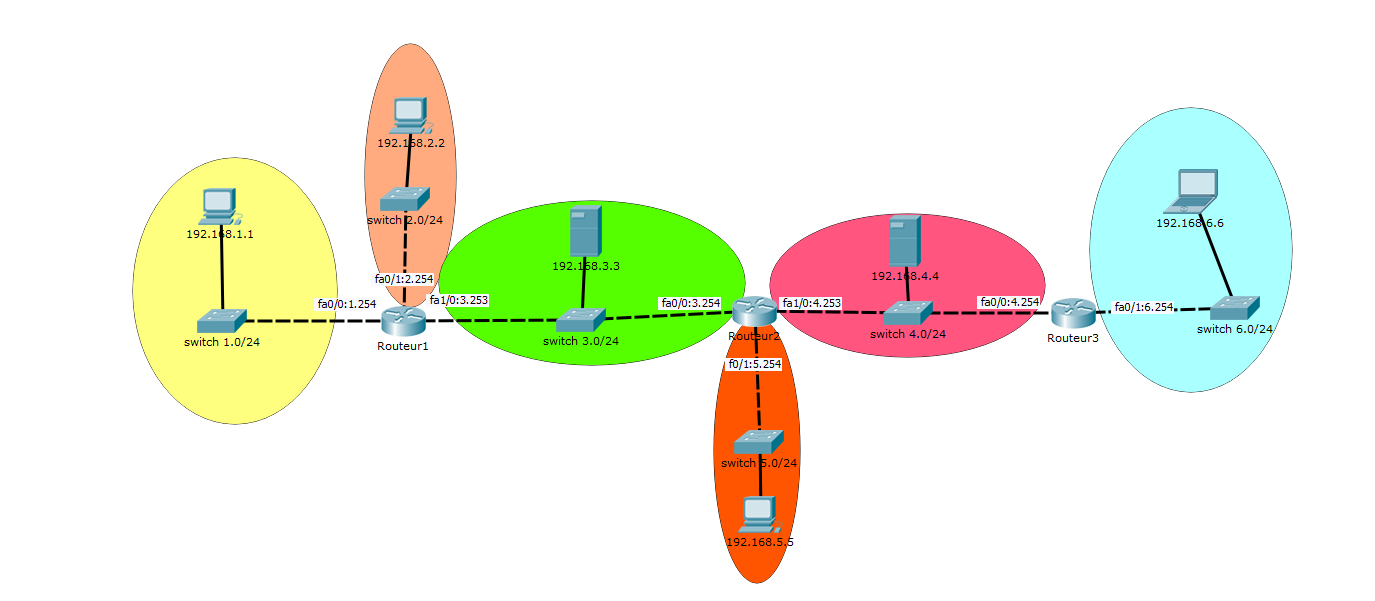 192.168.2.2
switch 2.0/24
192.168.1.1
192.168.6.6
192.168.3.3
192.168.4.4
fa0/1:2.254
fa0/0:1.254
fa1/0:3.253
fa0/0:3.254
fa1/0:4.253
fa0/0:4.254
fa0/1:6.254
switch 1.0/24
Routeur1
switch 3.0/24
Routeur2
switch 4.0/24
Routeur3
switch 6.0/24
f0/1:5.254
switch 5.0/24
192.168.5.5